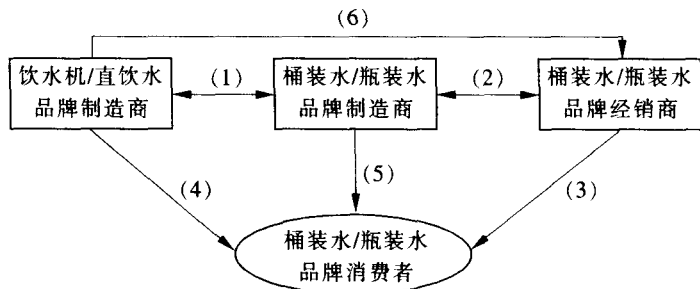 (6)
饮水机/直饮水
品牌制造商
(1)
桶装水/瓶装水
品牌制造商
(2)
桶装水/瓶装水
品牌经销商
(4)
(5)
(3)
桶装水/瓶装水
品牌消费者